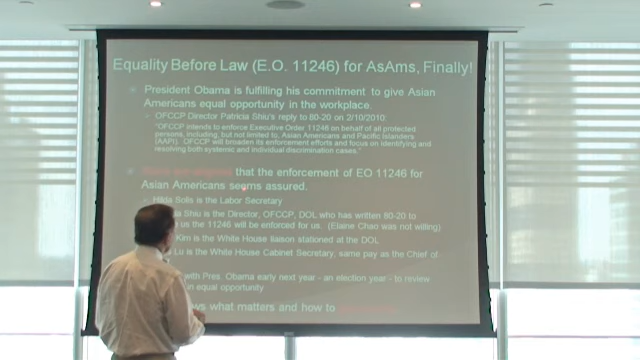 Equality Before Law (E.O. 11246) for AsAms, Finally!
President Obama is fulfilling his commitment to give Asian
Americans equal opportunity in the workplace.
OFCCP Director Patricia Shiu's reply to 80-20 on 2/10/2010:
"OFCCP intends to enforce Executive Order 11246 on behalf of all protected
persons, including, but not limited to, Asian Americans and Pacific Islanders
(AAPI). OFCCP will broaden its enforcement efforts and focus on identifying and
resolving both systemic and individual discrimination cases."
that the enforcement of EO 11246 for
Asian Americans seems assured.
Hilda Solis is the Labor Secretary
Shiu is the Director, OFCCP, DOL who has written 80-20 to
us the 11246 will be enforced for us. (Elaine Chao was not willing)
Kim is the White House liaison stationed at the DOL
Lu is the White House Cabinet Secretary, same pay as the Chief of
with Pres. Obama early next year - an election year - to review
in equal opportunity
what matters and how to